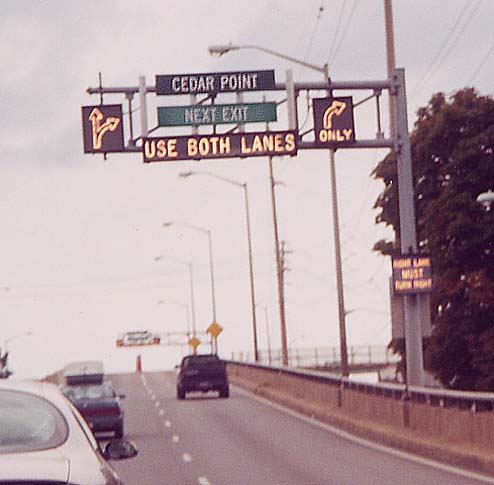 CEDAR POINT
NEXT EXIT
USE BOTH LANES
ONLY
RIGHT LANE
MUST
TURN RIGHT